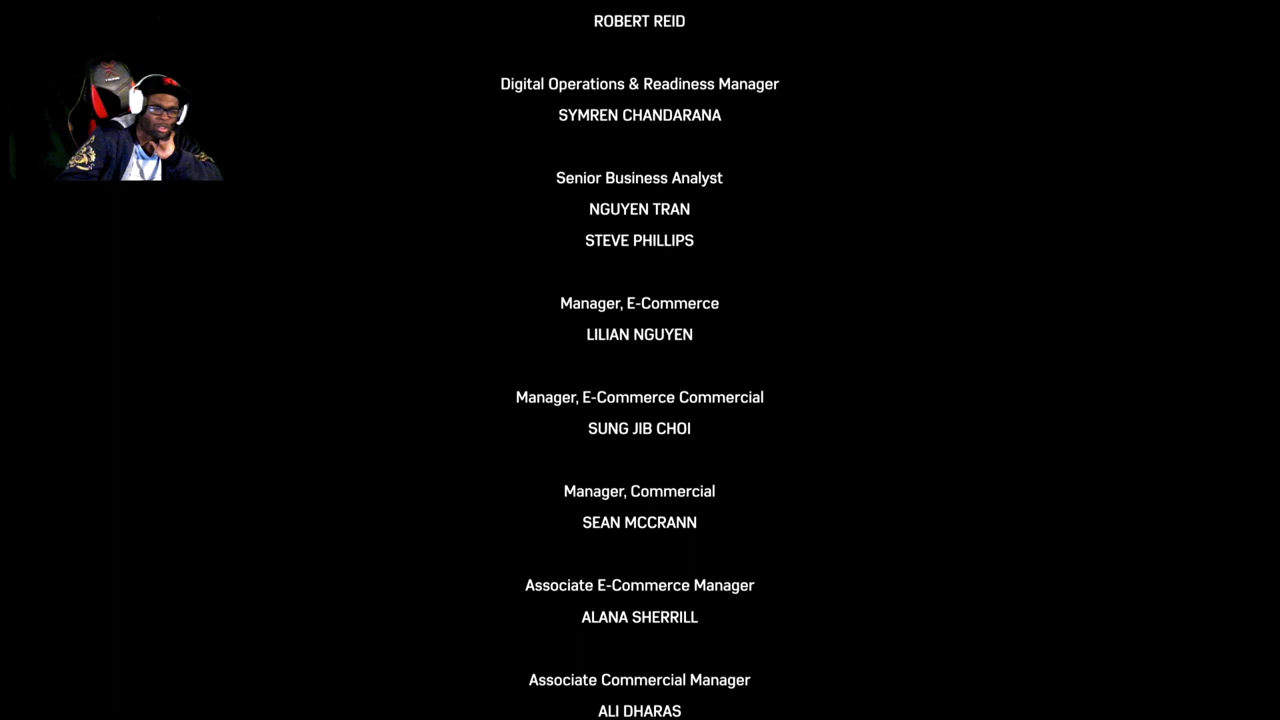 ROBERT REID
Digital Operations & Readiness Manager
SYMREN CHANDARANA
Senior Business Analyst
NGUYEN TRAN
STEVE PHILLIPS
Manager, E-Commerce
LILIAN NGUYEN
Manager, E-Commerce Commercial
SUNG JIB CHOI
Manager, Commercial
SEAN MCCRANN
Associate E-Commerce Manager
ALANA SHERRILL
Associate Commercial Manager
ALI DHARAS